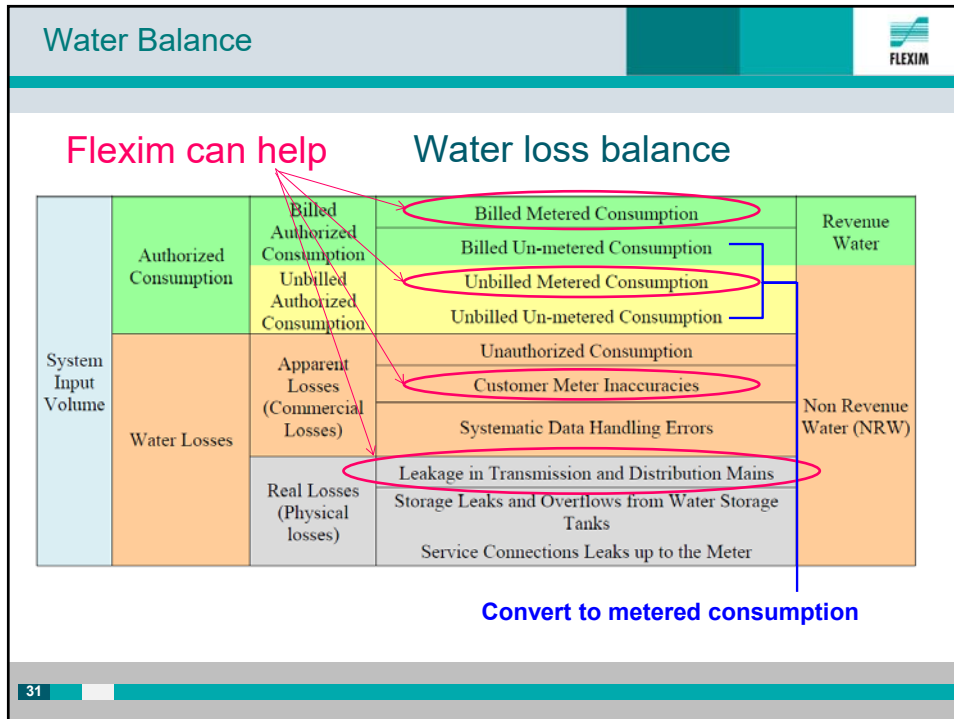 Water Balance
FLEXIM
Flexim can help
Water loss balance
System
Input
Volume
Authorized
Consumption
Billed
Authorized
Consumption
Billed Metered Consumption
Billed Un-metered Consumption
Revenue
Water
Unbilled
Authorized
Consumption
Unbilled Metered Consumption
Unbilled Un-metered Consumption
Water Losses
Apparent
Losses
(Commercial
Losses)
Unauthorized Consumption
Customer Meter Inaccuracies
Systematic Data Handling Errors
Non Revenue
Water (NRW)
Real Losses
(Physical
losses)
Leakage in Transmission and Distribution Mains
Storage Leaks and Overflows from Water Storage
Tanks
Service Connections Leaks up to the Meter
Convert to metered consumption
31